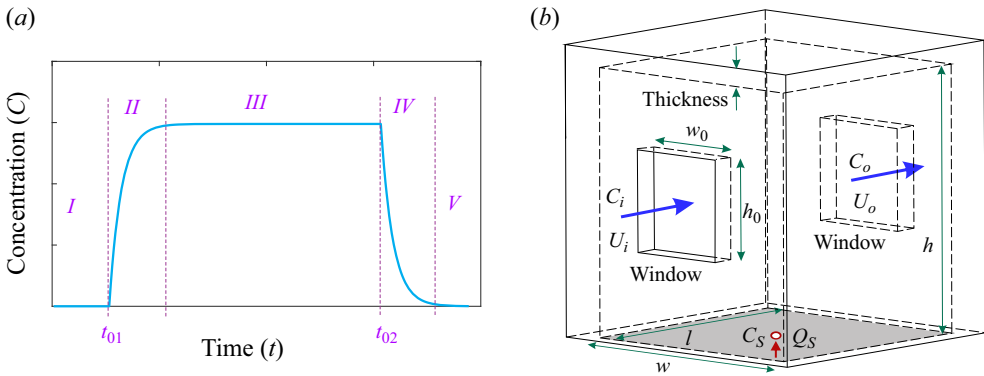 (a)
Concentration (C)
I
II
III
IV
V
t01
t02
Time (t)
(b)
Thickness
w0
Ci
Ui
h0
Window
Co
Uo
Window
h
CS
QS
l
w